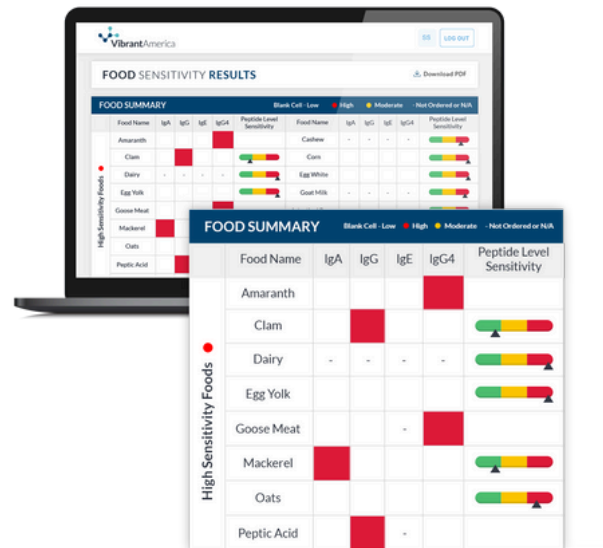 VibrantAmerica
SS LOG OUT
FOOD SENSITIVITY RESULTS
Download PDF
FOOD SUMMARY Blank Cell - Low High Moderate - Not Ordered or N/A
Food Name IgA IgG IgE IgG4 Peptide Level Sensitivity Food Name IgA IgG IgE IgG4 Peptide Level Sensitivity
High Sensitivity Foods
Amaranth Cashew - - - -
Clam Corn
Dairy - - - - Egg White
Egg Yolk Goat Milk
Goose Meat
Mackerel
Oats
Peptic Acid
FOOD SUMMARY Blank Cell - Low High Moderate - Not Ordered or N/A
Food Name IgA IgG IgE IgG4 Peptide Level
Sensitivity
High Sensitivity Foods
Amaranth
Clam
Dairy - - - -
Egg Yolk
Goose Meat -
Mackerel
Oats
Peptic Acid -